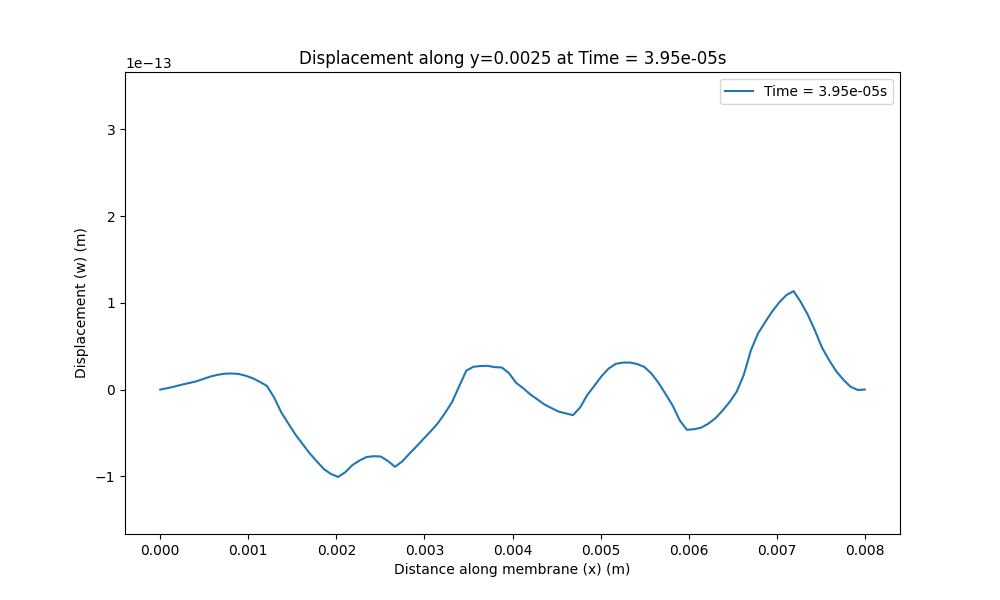 Displacement along y=0.0025 at Time = 3.95e-05s
1e−13
Time = 3.95e-05s
3
2
1
0
−1
Displacement (w) (m)
0.000 0.001 0.002 0.003 0.004 0.005 0.006 0.007 0.008
Distance along membrane (x) (m)